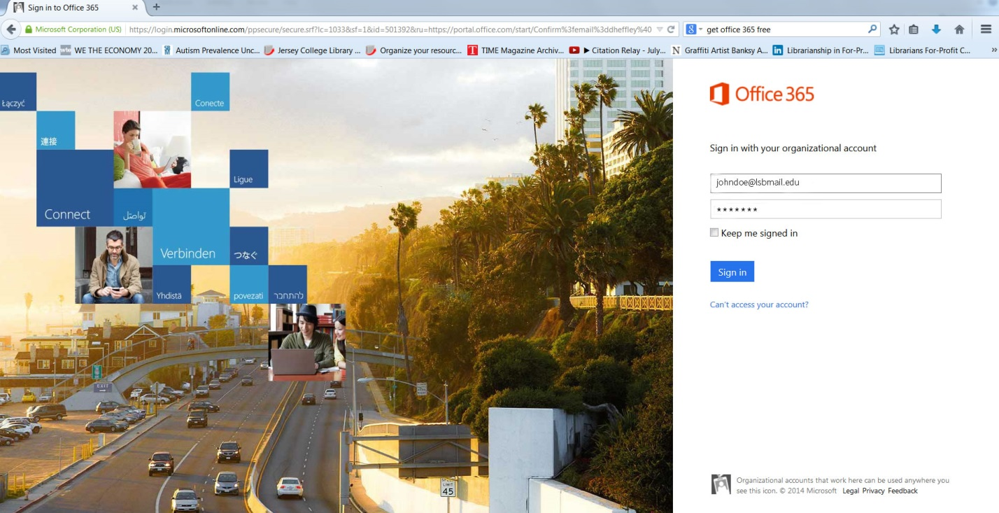 Sign in to Office 365
Microsoft Corporation (US)
https://login.microsoftonline.com/ppsecure/secure.srf?lc=1033&sf=1&id=501392&ru=https://portal.office.com/start/Confirm%3femail%3ddheffley%40
get office 365 free
Most Visited
WE THE ECONOMY 20...
Autism Prevalence Unc...
Jersey College Library ...
Organize your resourc...
TIME Magazine Archiv...
▶ Citation Relay - July...
Graffiti Artist Banksy A...
Librarianship in For-Pr...
Librarians For-Profit C...
»
Łączyć
Conecte
連接
Ligue
Connect
تواصَل
Verbinden
つなぐ
Yhdistä
povezati
להתחבר
EXIT
LIMIT
45
Office 365
Sign in with your organizational account
johndoe@lsbmail.edu
*******
Keep me signed in
Sign in
Can't access your account?
Organizational accounts that work here can be used anywhere you
see this icon. © 2014 Microsoft Legal Privacy Feedback